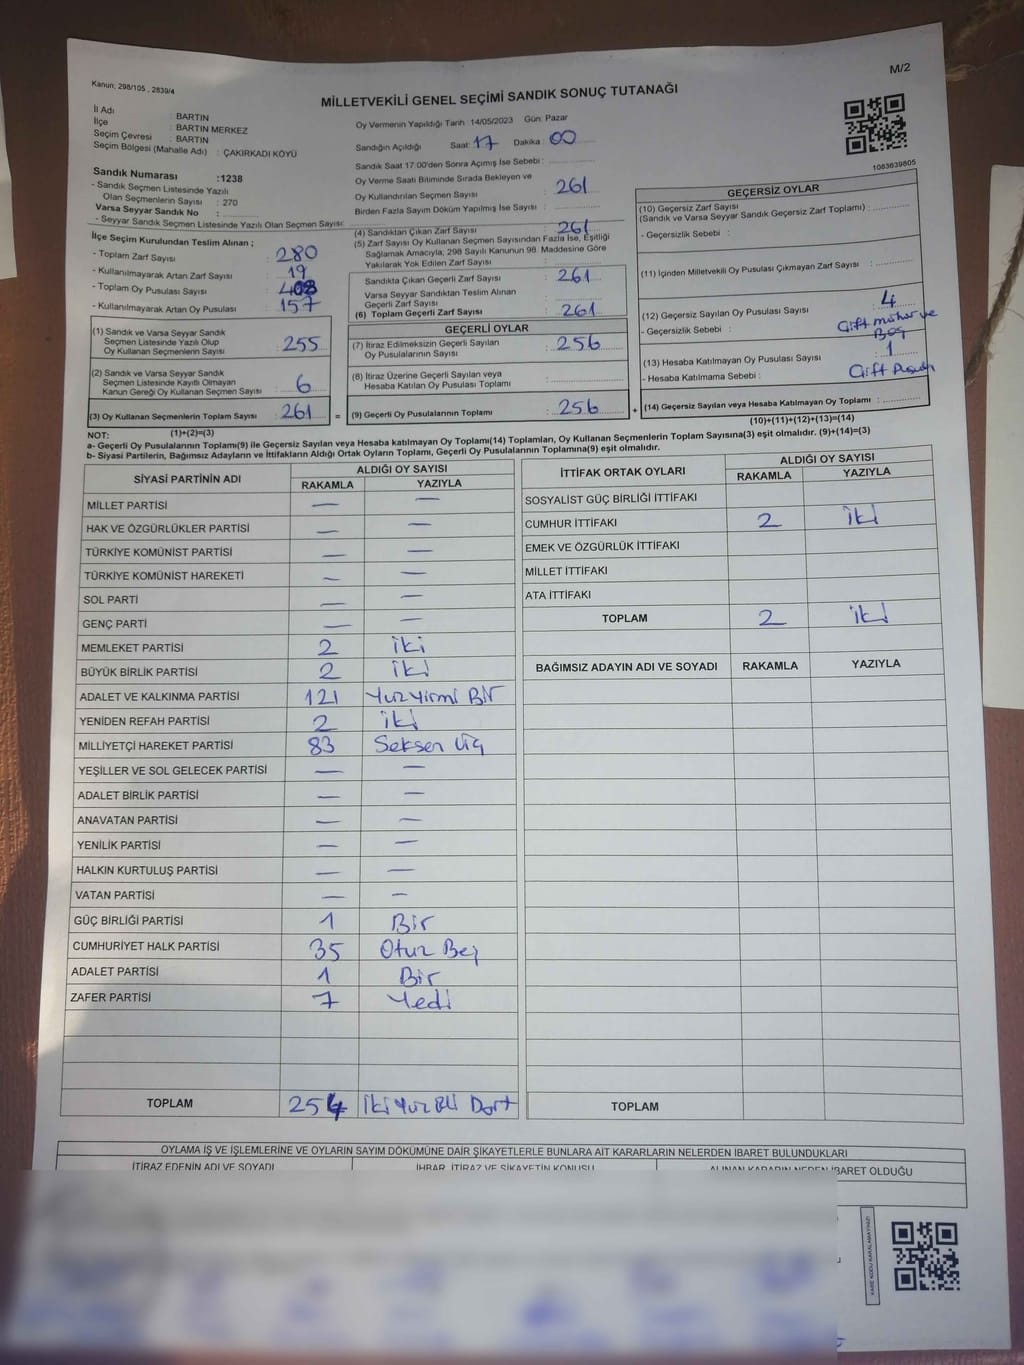 Kanun; 298/105 , 2839/4
M/2
MİLLETVEKİLİ GENEL SEÇİMİ SANDIK SONUÇ TUTANAĞI
İl Adı : BARTIN
İlçe : BARTIN MERKEZ
Seçim Çevresi : BARTIN
Seçim Bölgesi (Mahalle Adı) : ÇAKIRKADI KÖYÜ
Sandık Numarası :1238
- Sandık Seçmen Listesinde Yazılı
Olan Seçmenlerin Sayısı : 270
Varsa Seyyar Sandık No :
- Seyyar Sandık Seçmen Listesinde Yazılı Olan Seçmen Sayısı:
İlçe Seçim Kurulundan Teslim Alınan ;
- Toplam Zarf Sayısı : 280
- Kullanılmayarak Artan Zarf Sayısı : 19
- Toplam Oy Pusulası Sayısı :
- Kullanılmayarak Artan Oy Pusulası : 157
(1) Sandık ve Varsa Seyyar Sandık
Seçmen Listesinde Yazılı Olup
Oy Kullanan Seçmenlerin Sayısı : 255
(2) Sandık ve Varsa Seyyar Sandık
Seçmen Listesinde Kayıtlı Olmayan
Kanun Gereği Oy Kullanan Seçmen Sayısı : 6
(3) Oy Kullanan Seçmenlerin Toplam Sayısı : 261 =
(1)+(2)=(3)
Oy Vermenin Yapıldığı Tarih :14/05/2023 Gün: Pazar
Sandığın Açıldığı Saat: 17 Dakika : 00
Sandık Saat 17:00'den Sonra Açımış İse Sebebi :
Oy Verme Saati Bitiminde Sırada Bekleyen ve
Oy Kullandırılan Seçmen Sayısı : 261
Birden Fazla Sayım Döküm Yapılmış İse Sayısı :
(4) Sandıktan Çıkan Zarf Sayısı : 261
(5) Zarf Sayısı Oy Kullanan Seçmen Sayısından Fazla İse, Eşitliği
Sağlamak Amacıyla; 298 Sayılı Kanunun 98. Maddesine Göre
Yakılarak Yok Edilen Zarf Sayısı :
Sandıkta Çıkan Geçerli Zarf Sayısı : 261
Varsa Seyyar Sandıktan Teslim Alınan
Geçerli Zarf Sayısı :
(6) Toplam Geçerli Zarf Sayısı : 261
GEÇERLİ OYLAR
(7) İtiraz Edilmeksizin Geçerli Sayılan
Oy Pusulalarının Sayısı : 256
(8) İtiraz Üzerine Geçerli Sayılan veya
Hesaba Katılan Oy Pusulası Toplamı :
(9) Geçerli Oy Pusulalarının Toplamı : 256 +
1083639805
GEÇERSİZ OYLAR
(10) Geçersiz Zarf Sayısı
(Sandık ve Varsa Seyyar Sandık Geçersiz Zarf Toplamı) :
- Geçersizlik Sebebi :
(11) İçinden Milletvekili Oy Pusulası Çıkmayan Zarf Sayısı :
(12) Geçersiz Sayılan Oy Pusulası Sayısı : 4
- Geçersizlik Sebebi : Çift mühür ve
Boş
(13) Hesaba Katılmayan Oy Pusulası Sayısı : 1
- Hesaba Katılmama Sebebi : Çift Pusula
(14) Geçersiz Sayılan veya Hesaba Katılmayan Oy Toplamı :
(10)+(11)+(12)+(13)=(14)
NOT:
a- Geçerli Oy Pusulalarının Toplamı(9) ile Geçersiz Sayılan veya Hesaba katılmayan Oy Toplamı(14) Toplamları, Oy Kullanan Seçmenlerin Toplam Sayısına(3) eşit olmalıdır. (9)+(14)=(3)
b- Siyasi Partilerin, Bağımsız Adayların ve İttifakların Aldığı Ortak Oyların Toplamı, Geçerli Oy Pusulalarının Toplamına(9) eşit olmalıdır.
SİYASİ PARTİNİN ADI ALDIĞI OY SAYISI
RAKAMLA YAZIYLA
MİLLET PARTİSİ — —
HAK VE ÖZGÜRLÜKLER PARTİSİ — —
TÜRKİYE KOMÜNİST PARTİSİ — —
TÜRKİYE KOMÜNİST HAREKETİ — —
SOL PARTİ — —
GENÇ PARTİ — —
MEMLEKET PARTİSİ 2 iki
BÜYÜK BİRLİK PARTİSİ 2 iki
ADALET VE KALKINMA PARTİSİ 121 Yüz Yirmi Bir
YENİDEN REFAH PARTİSİ 2 iki
MİLLİYETÇİ HAREKET PARTİSİ 83 Seksen Üç
YEŞİLLER VE SOL GELECEK PARTİSİ — —
ADALET BİRLİK PARTİSİ — —
ANAVATAN PARTİSİ — —
YENİLİK PARTİSİ — —
HALKIN KURTULUŞ PARTİSİ — —
VATAN PARTİSİ — —
GÜÇ BİRLİĞİ PARTİSİ 1 Bir
CUMHURİYET HALK PARTİSİ 35 Otuz Beş
ADALET PARTİSİ 1 Bir
ZAFER PARTİSİ 7 Yedi
TOPLAM 254 iki Yüz Elli Dört
İTTİFAK ORTAK OYLARI ALDIĞI OY SAYISI
RAKAMLA YAZIYLA
SOSYALİST GÜÇ BİRLİĞİ İTTİFAKI
CUMHUR İTTİFAKI 2 iki
EMEK VE ÖZGÜRLÜK İTTİFAKI
MİLLET İTTİFAKI
ATA İTTİFAKI
TOPLAM 2 iki
BAĞIMSIZ ADAYIN ADI VE SOYADI RAKAMLA YAZIYLA
TOPLAM
OYLAMA İŞ VE İŞLEMLERİNE VE OYLARIN SAYIM DÖKÜMÜNE DAİR ŞİKAYETLERLE BUNLARA AİT KARARLARIN NELERDEN İBARET BULUNDUKLARI
İTİRAZ EDENİN ADI VE SOYADI İHBAR, İTİRAZ VE ŞİKAYETİN KONUSU ALINAN KARARIN NEDEN İBARET OLDUĞU
KARE KODU KARALAMAYINIZ!